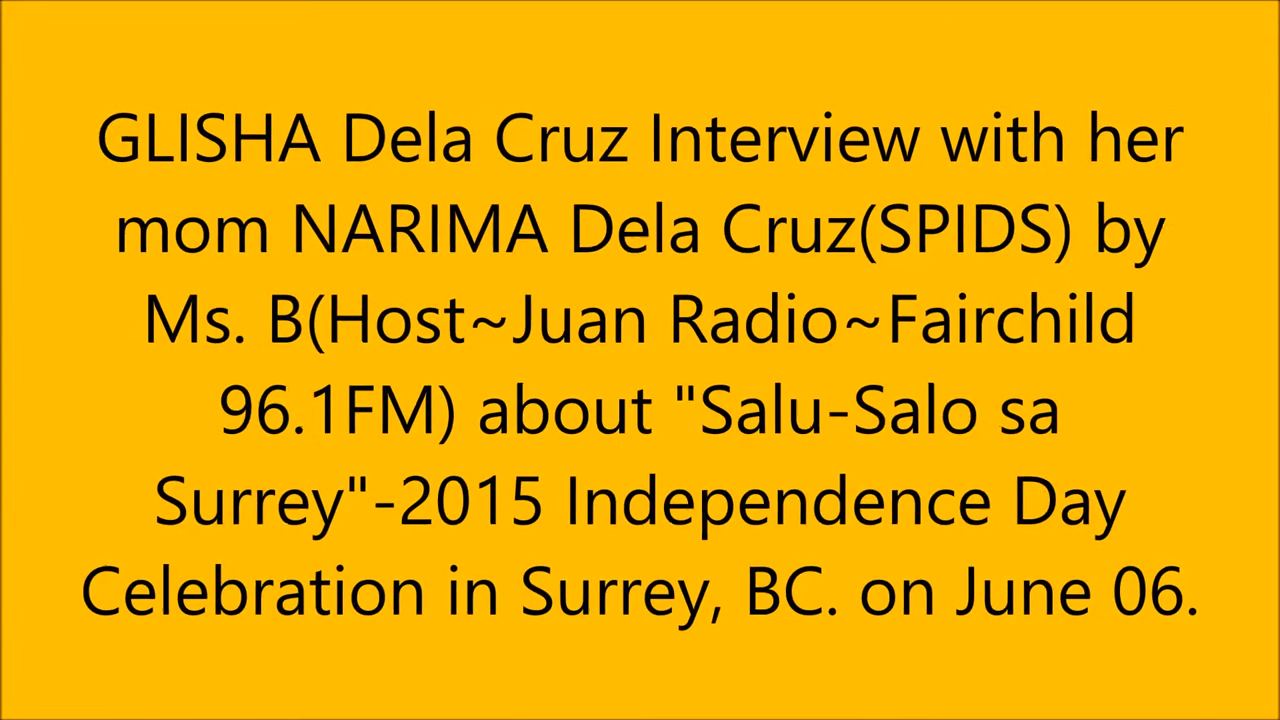 GLISHA Dela Cruz Interview with her
mom NARIMA Dela Cruz(SPIDS) by
Ms. B(Host~Juan Radio~Fairchild
96.1FM) about "Salu-Salo sa
Surrey"-2015 Independence Day
Celebration in Surrey, BC. on June 06.